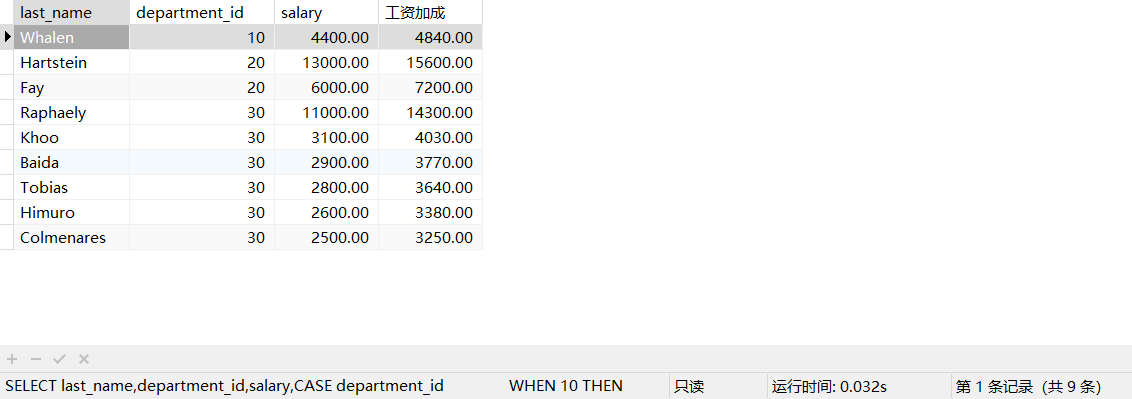 last_name department_id salary 工资加成
Whalen 10 4400.00 4840.00
Hartstein 20 13000.00 15600.00
Fay 20 6000.00 7200.00
Raphaely 30 11000.00 14300.00
Khoo 30 3100.00 4030.00
Baida 30 2900.00 3770.00
Tobias 30 2800.00 3640.00
Himuro 30 2600.00 3380.00
Colmenares 30 2500.00 3250.00
SELECT last_name,department_id,salary,CASE department_id WHEN 10 THEN 只读 运行时间: 0.032s 第 1 条记录（共 9 条）